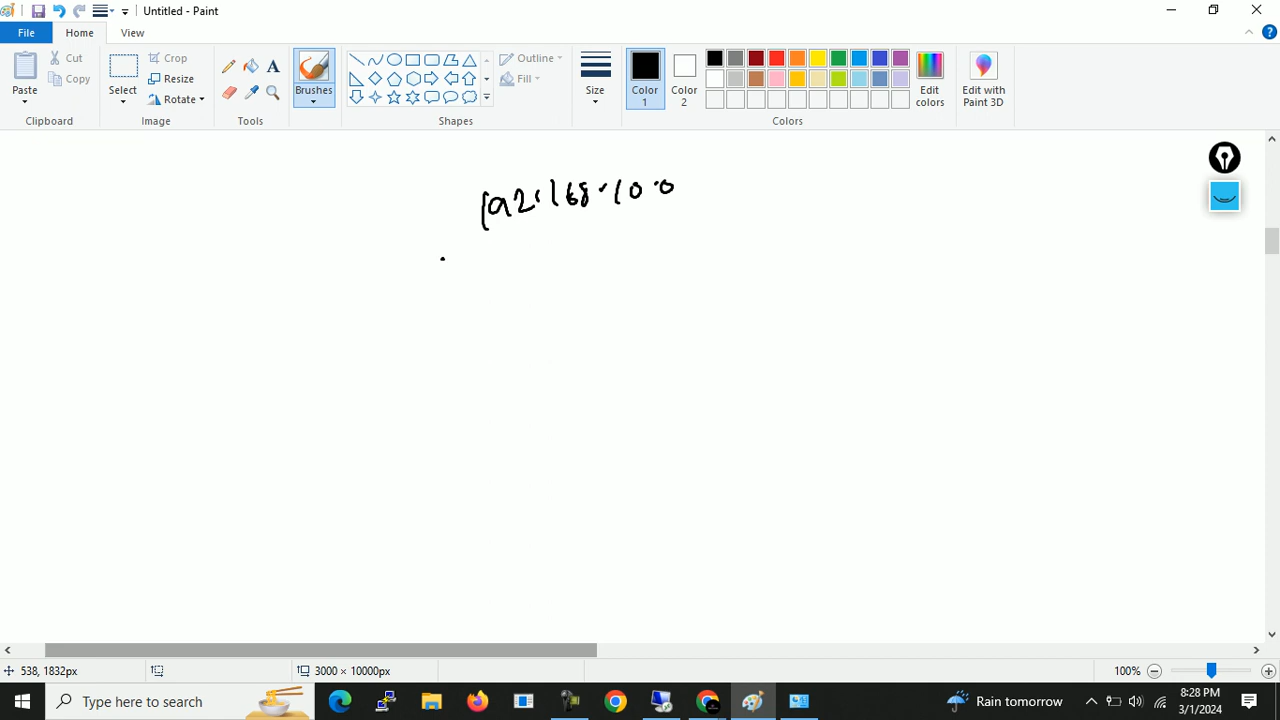 Untitled - Paint
File
Home
View
Paste
Cut
Copy
Clipboard
Select
Crop
Resize
Rotate
Image
Tools
Brushes
Outline
Fill
Shapes
Size
Color 1
Color 2
Edit colors
Colors
Edit with Paint 3D
192.168.10.0
538, 1832px
3000 × 10000px
100%
Type here to search
Rain tomorrow
8:28 PM
3/1/2024